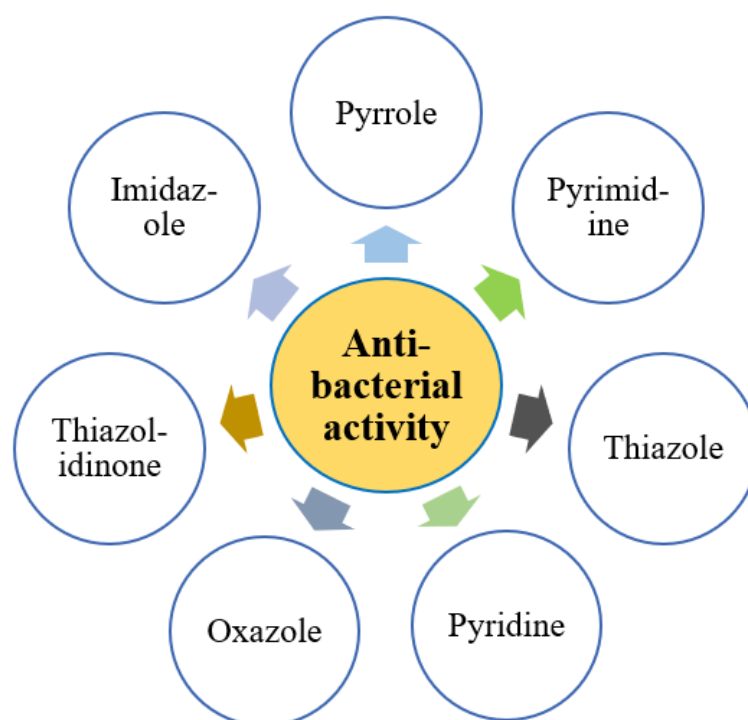 Pyrrole
Imidaz-
ole
Pyrimid-
ine
Anti-
bacterial
activity
Thiazol-
idinone
Thiazole
Oxazole
Pyridine